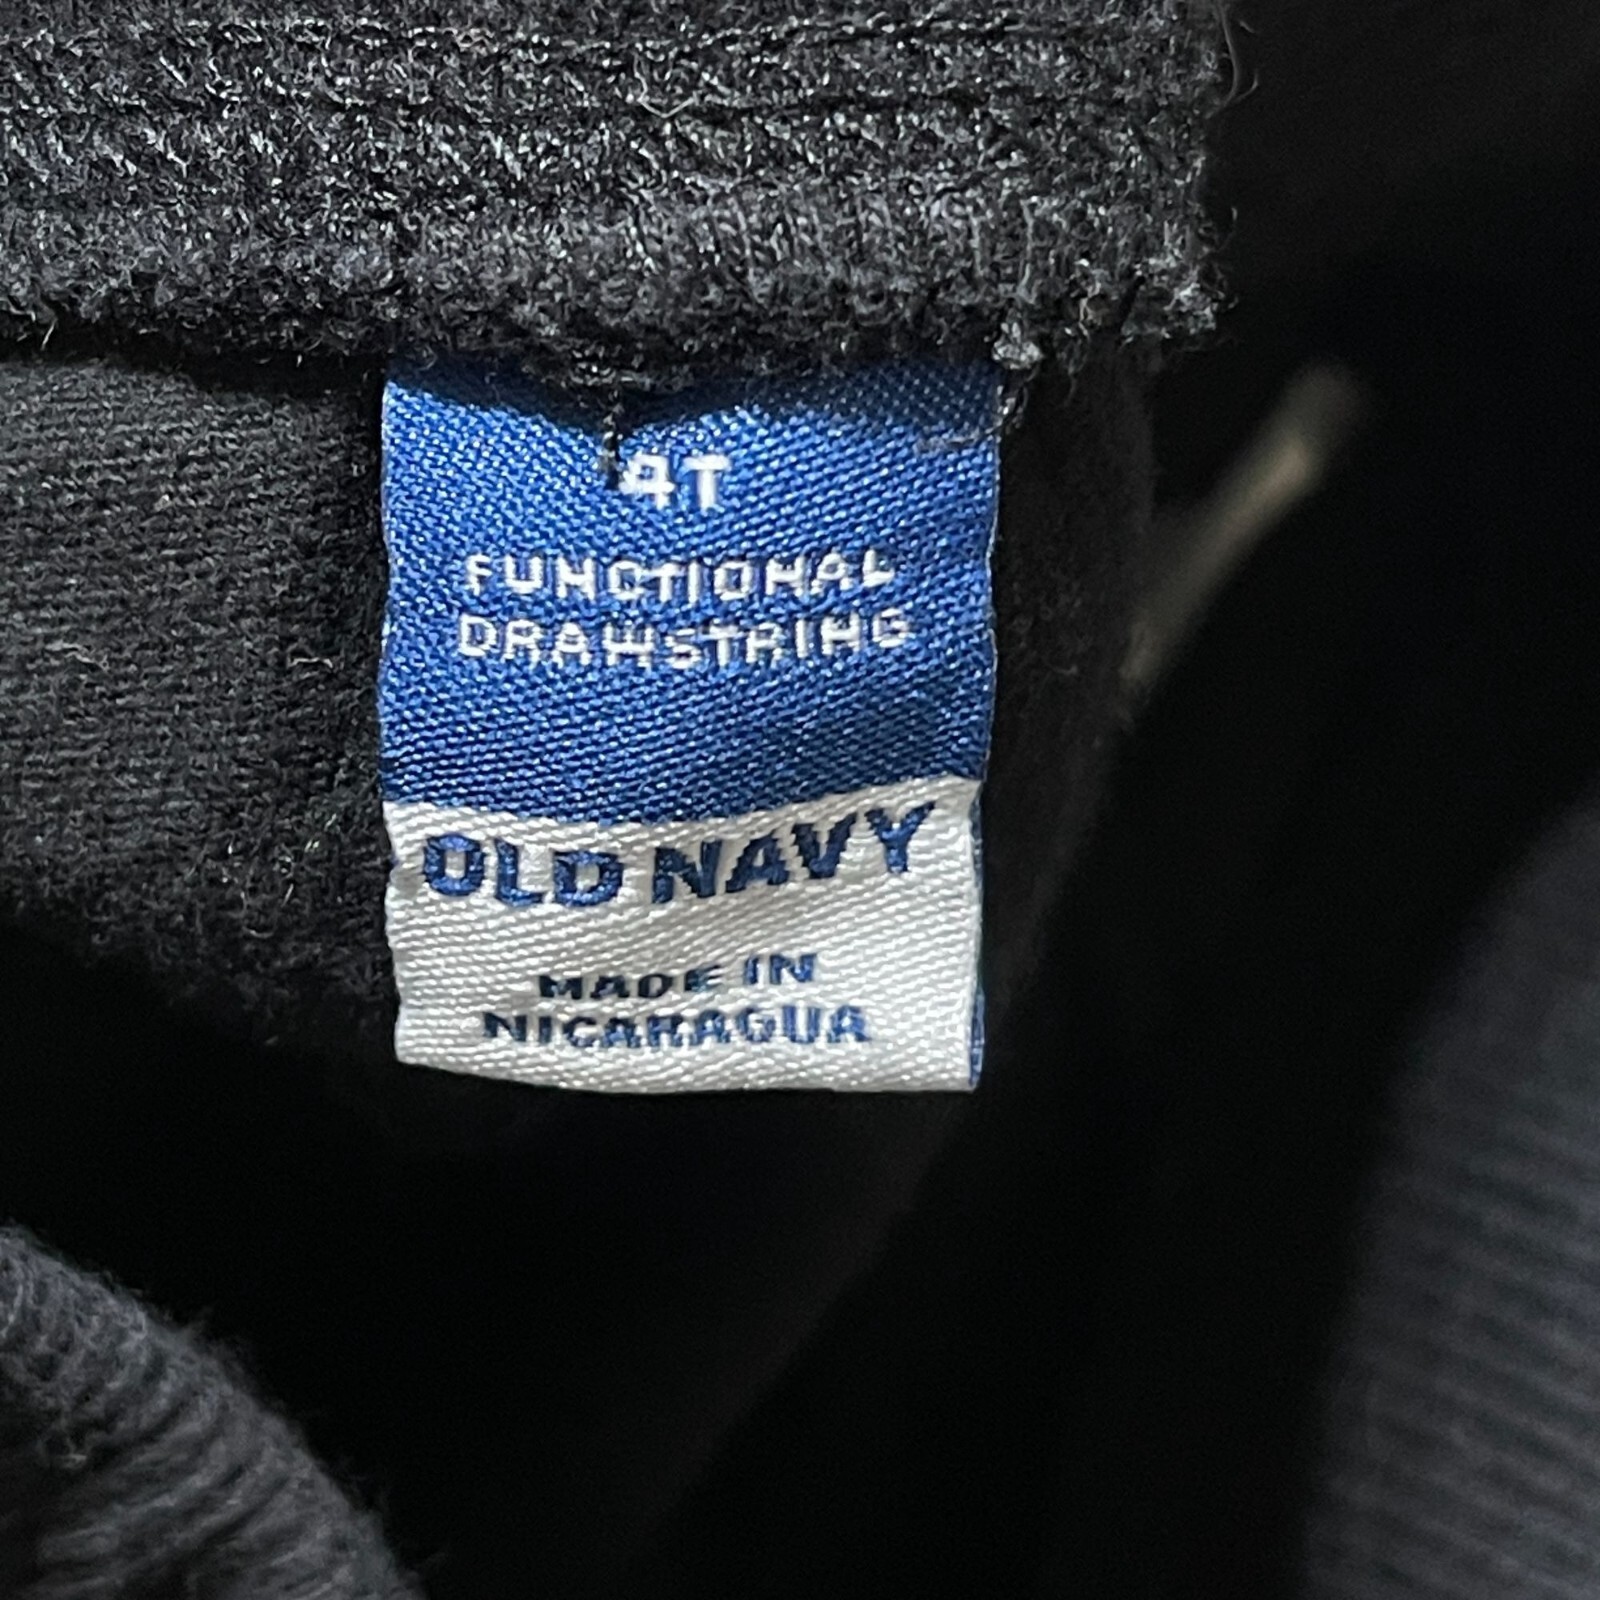 4T
FUNCTIONAL
DRAWSTRING
OLD NAVY
MADE IN
NICARAGUA